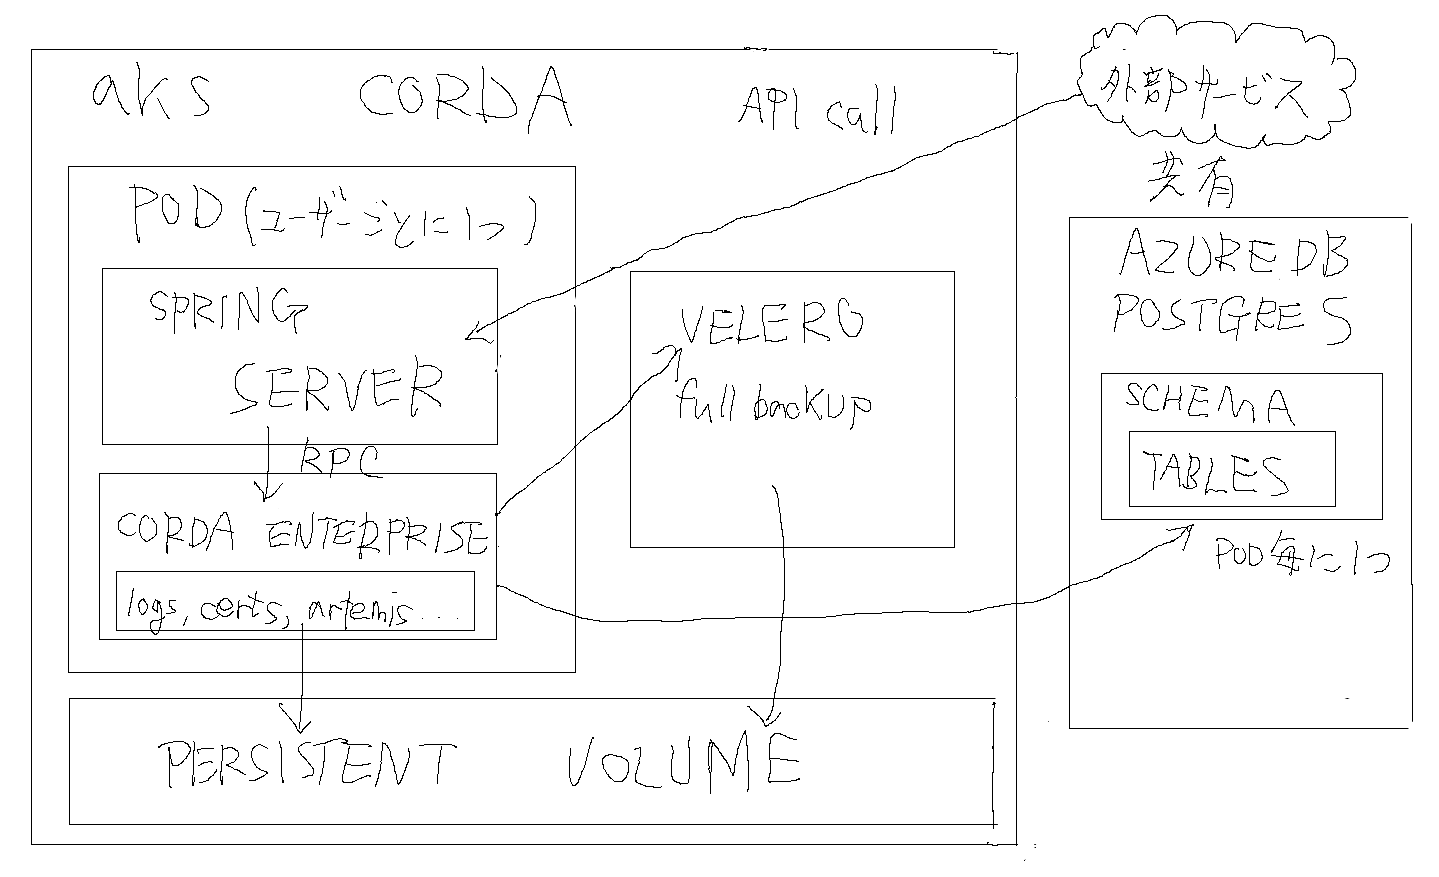 aks CORDA
API call
外部サービス
共有
POD (ユーザーごとに1つ)
SPRING
SERVER
RPC
CORDA ENTERPRISE
logs, certs, artemis...
VELERO
full backup
PERSISTENT VOLUME
AZURE DB
POSTGRES
SCHEMA
TABLES
POD毎に1つ